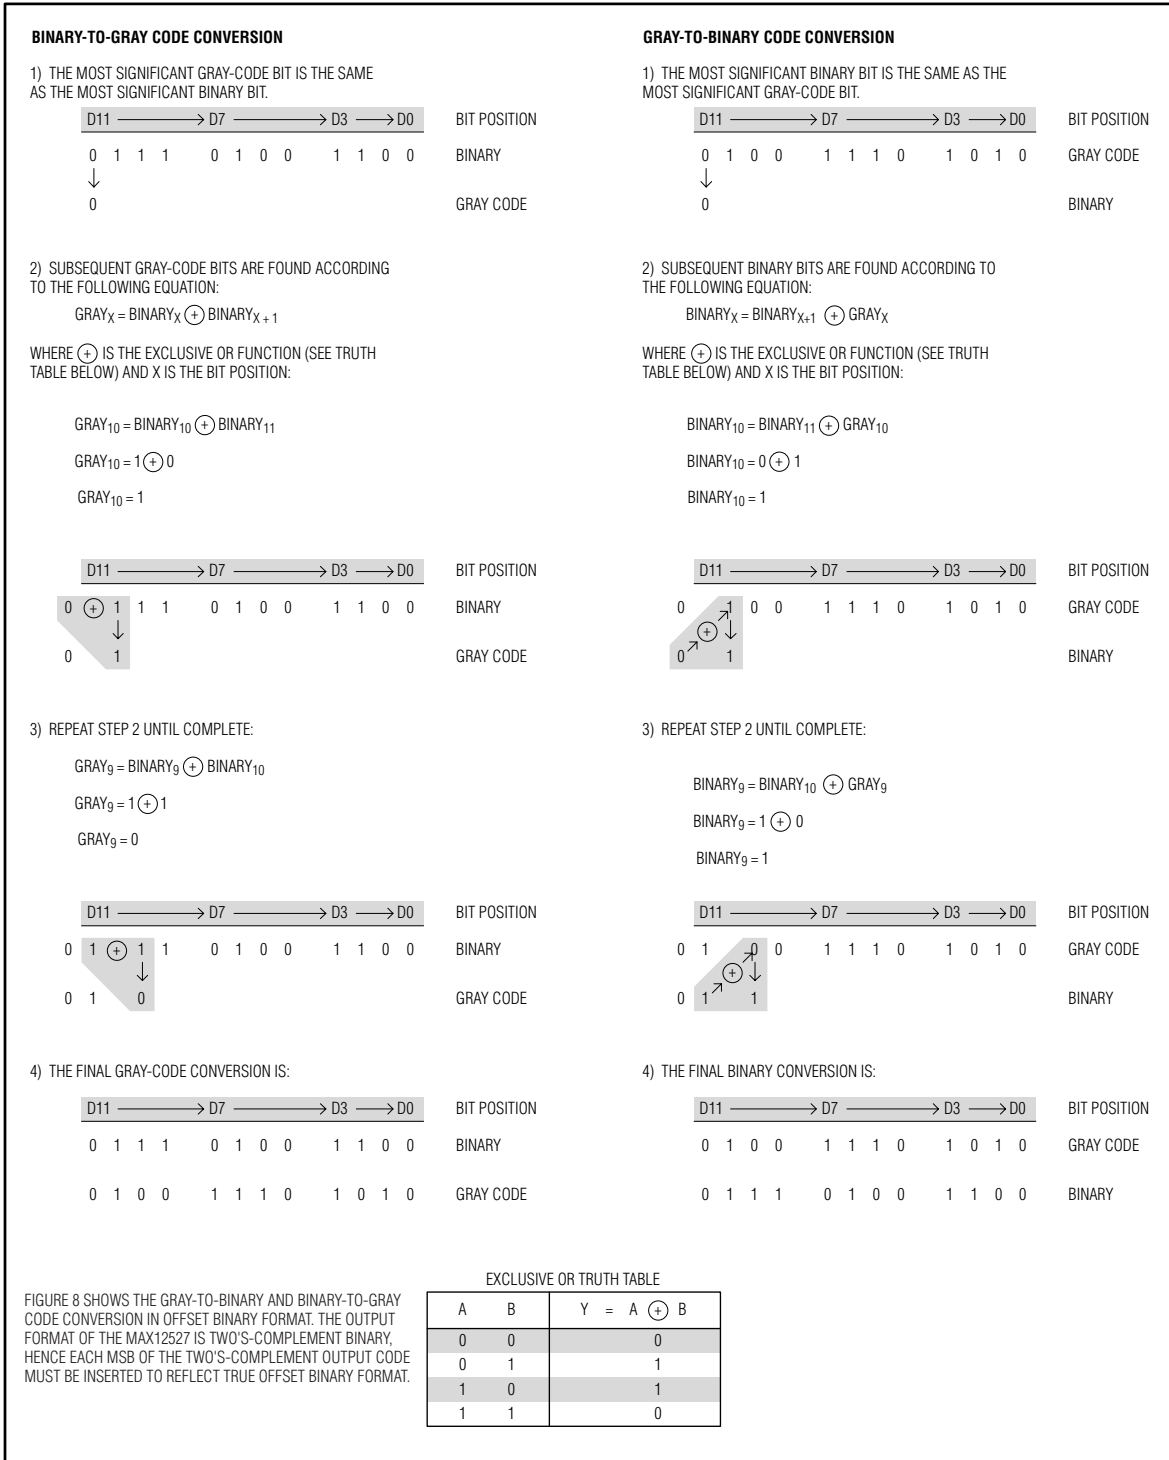 BINARY-TO-GRAY CODE CONVERSION
1) THE MOST SIGNIFICANT GRAY-CODE BIT IS THE SAME
AS THE MOST SIGNIFICANT BINARY BIT.
D11 → D7 → D3 → D0 BIT POSITION
0 1 1 1 0 1 0 0 1 1 0 0 BINARY
↓
0 GRAY CODE
2) SUBSEQUENT GRAY-CODE BITS ARE FOUND ACCORDING
TO THE FOLLOWING EQUATION:
GRAYX = BINARYX ⊕ BINARYX + 1
WHERE ⊕ IS THE EXCLUSIVE OR FUNCTION (SEE TRUTH
TABLE BELOW) AND X IS THE BIT POSITION:
GRAY10 = BINARY10 ⊕ BINARY11
GRAY10 = 1 ⊕ 0
GRAY10 = 1
D11 → D7 → D3 → D0 BIT POSITION
0 ⊕ 1 1 1 0 1 0 0 1 1 0 0 BINARY
↓
0 1 GRAY CODE
3) REPEAT STEP 2 UNTIL COMPLETE:
GRAY9 = BINARY9 ⊕ BINARY10
GRAY9 = 1 ⊕ 1
GRAY9 = 0
D11 → D7 → D3 → D0 BIT POSITION
0 1 ⊕ 1 1 0 1 0 0 1 1 0 0 BINARY
↓
0 1 0 GRAY CODE
4) THE FINAL GRAY-CODE CONVERSION IS:
D11 → D7 → D3 → D0 BIT POSITION
0 1 1 1 0 1 0 0 1 1 0 0 BINARY
0 1 0 0 1 1 1 0 1 0 1 0 GRAY CODE
GRAY-TO-BINARY CODE CONVERSION
1) THE MOST SIGNIFICANT BINARY BIT IS THE SAME AS THE
MOST SIGNIFICANT GRAY-CODE BIT.
D11 → D7 → D3 → D0 BIT POSITION
0 1 0 0 1 1 1 0 1 0 1 0 GRAY CODE
↓
0 BINARY
2) SUBSEQUENT BINARY BITS ARE FOUND ACCORDING TO
THE FOLLOWING EQUATION:
BINARYX = BINARYX+1 ⊕ GRAYX
WHERE ⊕ IS THE EXCLUSIVE OR FUNCTION (SEE TRUTH
TABLE BELOW) AND X IS THE BIT POSITION:
BINARY10 = BINARY11 ⊕ GRAY10
BINARY10 = 0 ⊕ 1
BINARY10 = 1
D11 → D7 → D3 → D0 BIT POSITION
0 1 0 0 1 1 1 0 1 0 1 0 GRAY CODE
⊕ ↓
0 1 BINARY
3) REPEAT STEP 2 UNTIL COMPLETE:
BINARY9 = BINARY10 ⊕ GRAY9
BINARY9 = 1 ⊕ 0
BINARY9 = 1
D11 → D7 → D3 → D0 BIT POSITION
0 1 0 0 1 1 1 0 1 0 1 0 GRAY CODE
⊕ ↓
0 1 1 BINARY
4) THE FINAL BINARY CONVERSION IS:
D11 → D7 → D3 → D0 BIT POSITION
0 1 0 0 1 1 1 0 1 0 1 0 GRAY CODE
0 1 1 1 0 1 0 0 1 1 0 0 BINARY
FIGURE 8 SHOWS THE GRAY-TO-BINARY AND BINARY-TO-GRAY
CODE CONVERSION IN OFFSET BINARY FORMAT. THE OUTPUT
FORMAT OF THE MAX12527 IS TWO'S-COMPLEMENT BINARY,
HENCE EACH MSB OF THE TWO'S-COMPLEMENT OUTPUT CODE
MUST BE INSERTED TO REFLECT TRUE OFFSET BINARY FORMAT.
EXCLUSIVE OR TRUTH TABLE
A B Y = A ⊕ B
0 0 0
0 1 1
1 0 1
1 1 0